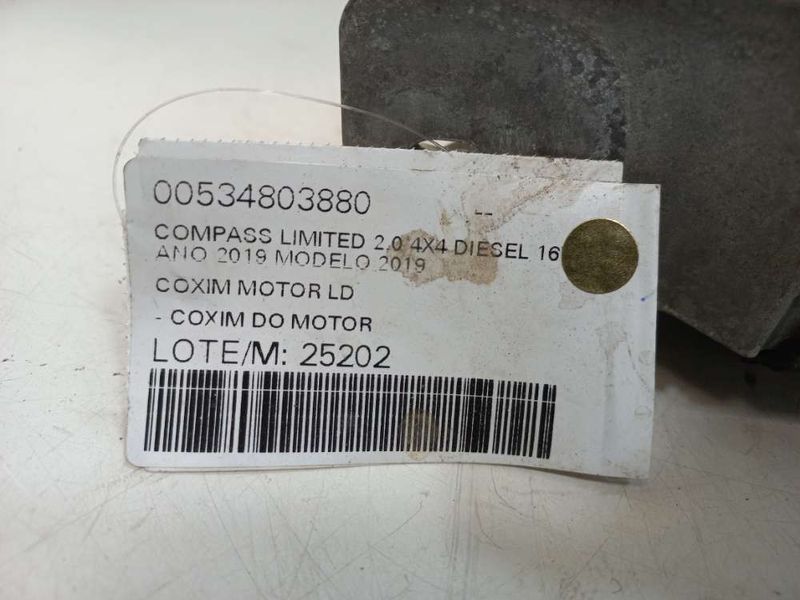 00534803880 --
COMPASS LIMITED 2.0 4X4 DIESEL 16
ANO 2019 MODELO 2019
COXIM MOTOR LD
- COXIM DO MOTOR
LOTE/M: 25202